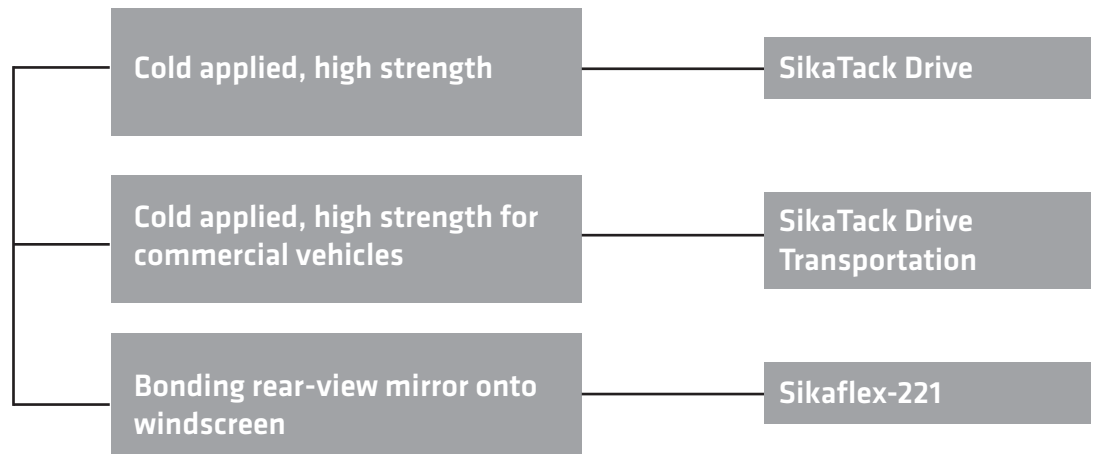 Cold applied, high strength
SikaTack Drive
Cold applied, high strength for
commercial vehicles
SikaTack Drive
Transportation
Bonding rear-view mirror onto
windscreen
Sikaflex-221